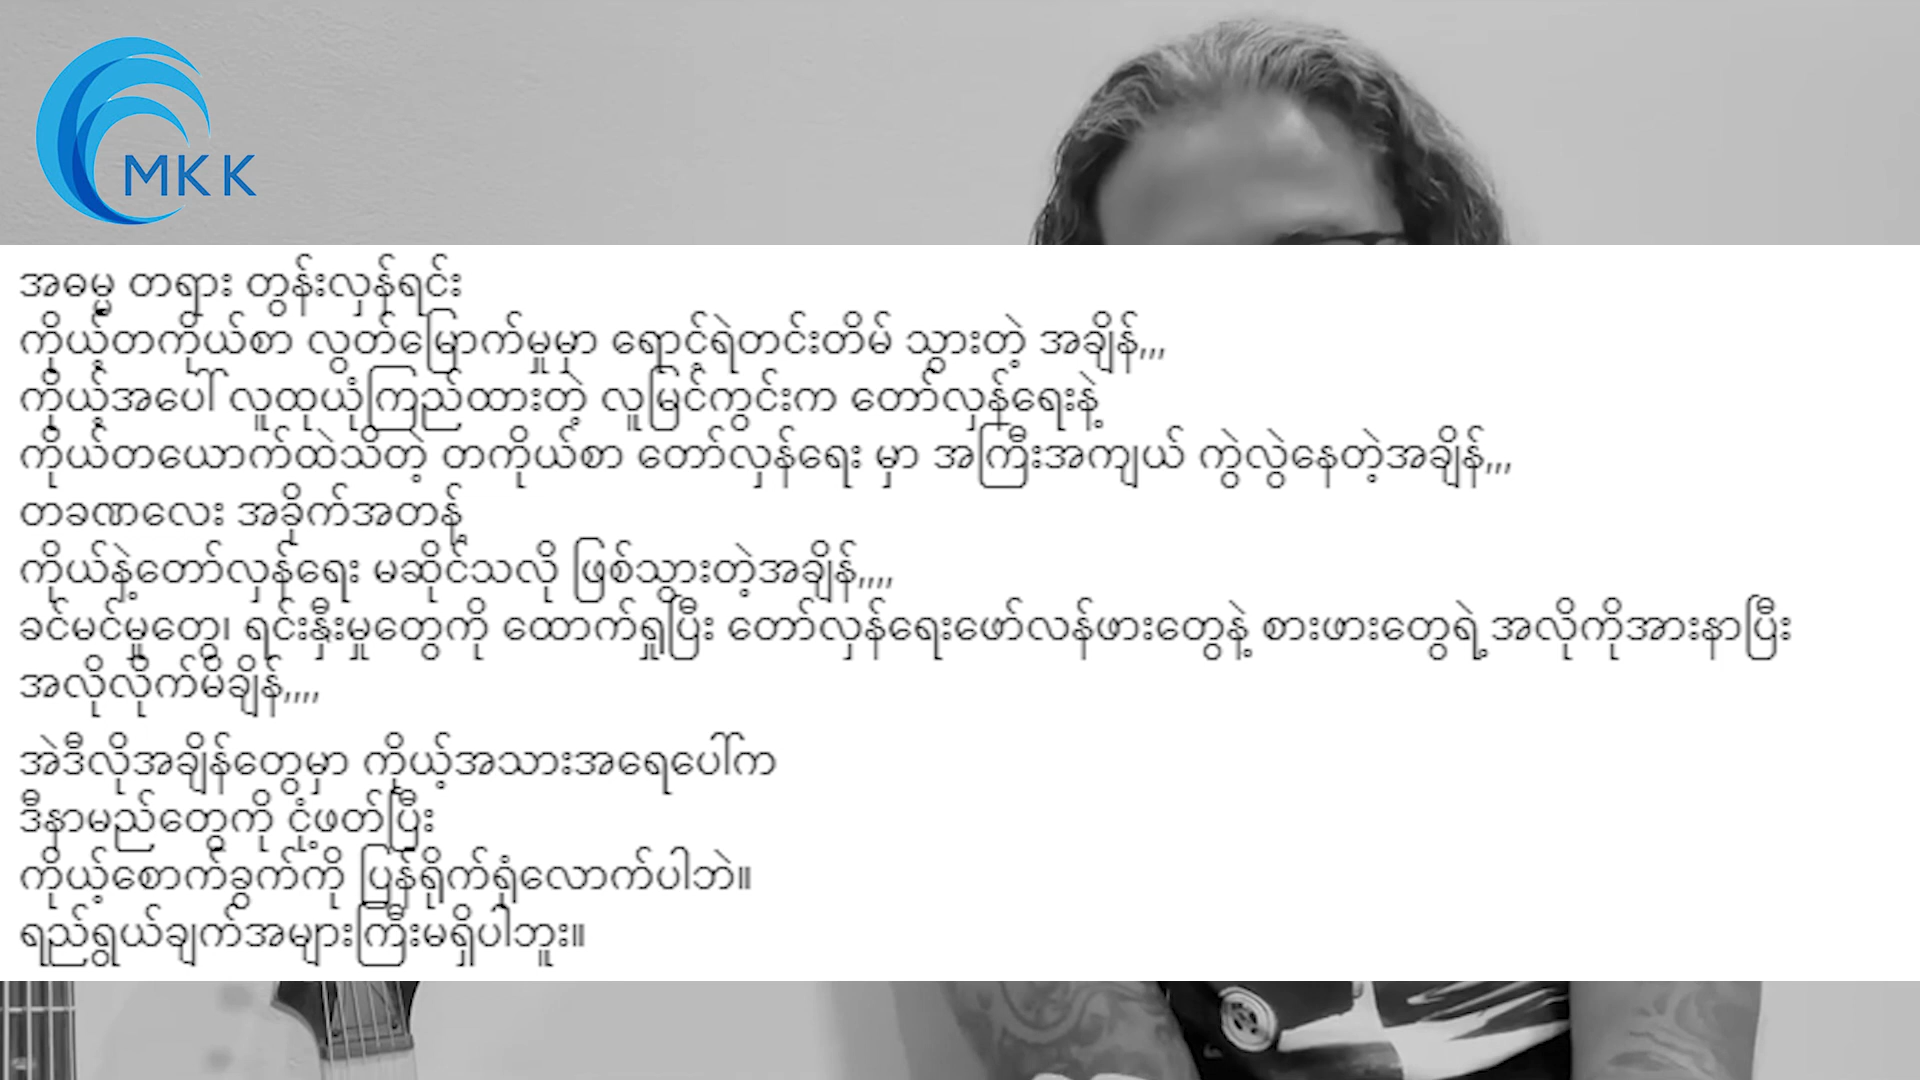 MKK
အဓမ္မ တရား တွန်းလှန်ရင်း
ကိုယ့်တကိုယ်စာ လွတ်မြောက်မှုမှာ ရောင့်ရဲတင်းတိမ် သွားတဲ့ အချိန်,,,
ကိုယ့်အပေါ် လူထုယုံကြည်ထားတဲ့ လူမြင်ကွင်းက တော်လှန်ရေးနဲ့
ကိုယ်တယောက်ထဲသိတဲ့ တကိုယ်စာ တော်လှန်ရေး မှာ အကြီးအကျယ် ကွဲလွဲနေတဲ့အချိန်,,,
တခဏလေး အခိုက်အတန့်
ကိုယ်နဲ့တော်လှန်ရေး မဆိုင်သလို ဖြစ်သွားတဲ့အချိန်,,,,
ခင်မင်မှုတွေ၊ ရင်းနှီးမှုတွေကို ထောက်ရှုပြီး တော်လှန်ရေးဖော်လန်ဖားတွေနဲ့ စားဖားတွေရဲ့အလိုကိုအားနာပြီး
အလိုလိုက်မိချိန်,,,,
အဲဒီလိုအချိန်တွေမှာ ကိုယ့်အသားအရေပေါ်က
ဒီနာမည်တွေကို ငုံ့ဖတ်ပြီး
ကိုယ့်စောက်ခွက်ကို ပြန်ရိုက်ရုံလောက်ပါဘဲ။
ရည်ရွယ်ချက်အများကြီးမရှိပါဘူး။